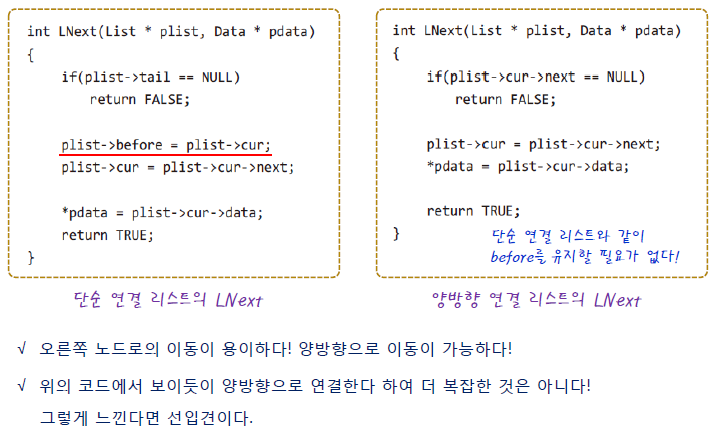 int LNext(List * plist, Data * pdata)
{
if(plist->tail == NULL)
return FALSE;
plist->before = plist->cur;
plist->cur = plist->cur->next;
*pdata = plist->cur->data;
return TRUE;
}
단순 연결 리스트의 LNext
int LNext(List * plist, Data * pdata)
{
if(plist->cur->next == NULL)
return FALSE;
plist->cur = plist->cur->next;
*pdata = plist->cur->data;
return TRUE;
}
단순 연결 리스트와 같이
before를 유지할 필요가 없다!
양방향 연결 리스트의 LNext
√ 오른쪽 노드로의 이동이 용이하다! 양방향으로 이동이 가능하다!
√ 위의 코드에서 보이듯이 양방향으로 연결한다 하여 더 복잡한 것은 아니다!
그렇게 느낀다면 선입견이다.